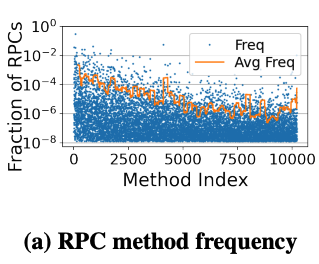 10⁰
10⁻²
10⁻⁴
10⁻⁶
10⁻⁸
Fraction of RPCs
Freq
Avg Freq
0 2500 5000 7500 10000
Method Index
(a) RPC method frequency